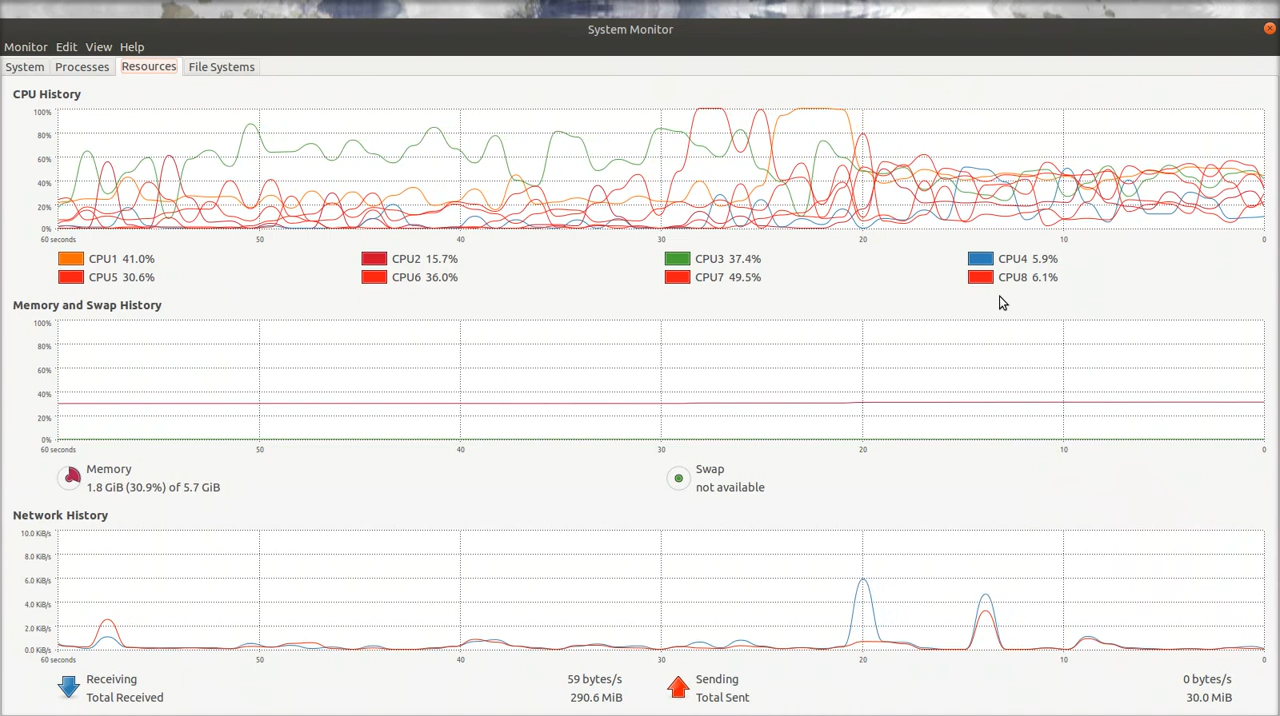 System Monitor
Monitor Edit View Help
System Processes Resources File Systems
CPU History
100%
80%
60%
40%
20%
0%
60 seconds 50 40 30 20 10 0
CPU1 41.0% CPU2 15.7% CPU3 37.4% CPU4 5.9%
CPU5 30.6% CPU6 36.0% CPU7 49.5% CPU8 6.1%
Memory and Swap History
100%
80%
60%
40%
20%
0%
60 seconds 50 40 30 20 10 0
Memory Swap
1.8 GiB (30.9%) of 5.7 GiB not available
Network History
10.0 KiB/s
8.0 KiB/s
6.0 KiB/s
4.0 KiB/s
2.0 KiB/s
0.0 KiB/s
60 seconds 50 40 30 20 10 0
Receiving 59 bytes/s Sending 0 bytes/s
Total Received 290.6 MiB Total Sent 30.0 MiB